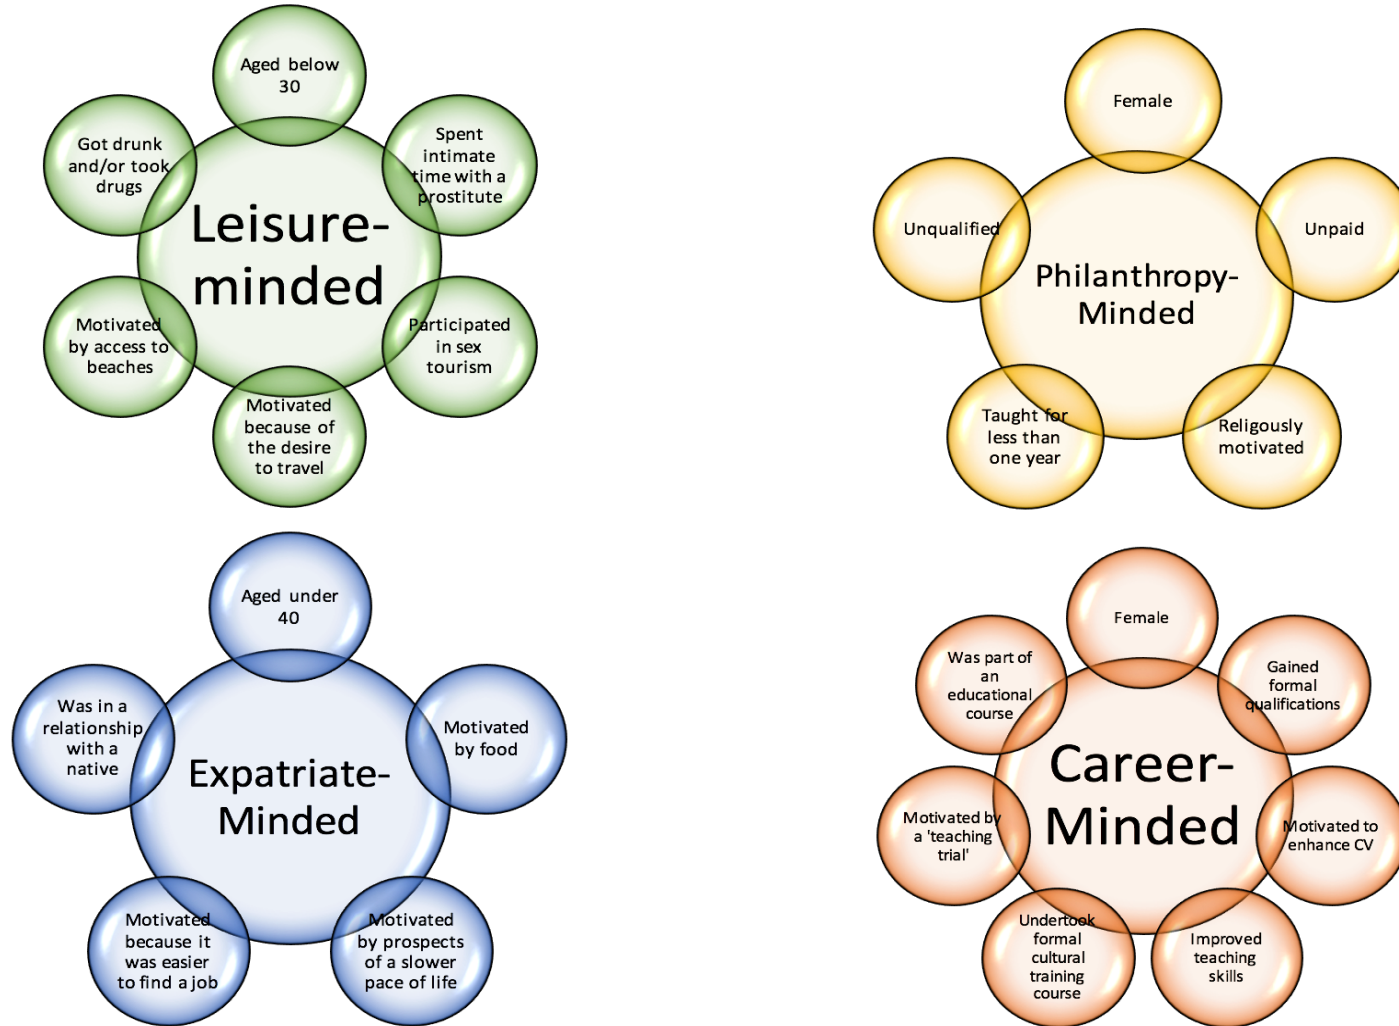 Aged below
30
Got drunk
and/or took
drugs
Spent
intimate
time with a
prostitute
Leisure-
minded
Motivated
by access to
beaches
Participated
in sex
tourism
Motivated
because of
the desire
to travel
Female
Unqualified
Unpaid
Philanthropy-
Minded
Taught for
less than
one year
Religously
motivated
Aged under
40
Was in a
relationship
with a
native
Motivated
by food
Expatriate-
Minded
Motivated
because it
was easier
to find a job
Motivated
by prospects
of a slower
pace of life
Female
Was part of
an
educational
course
Gained
formal
qualifications
Career-
Minded
Motivated by
a 'teaching
trial'
Motivated to
enhance CV
Undertook
formal
cultural
training
course
Improved
teaching
skills